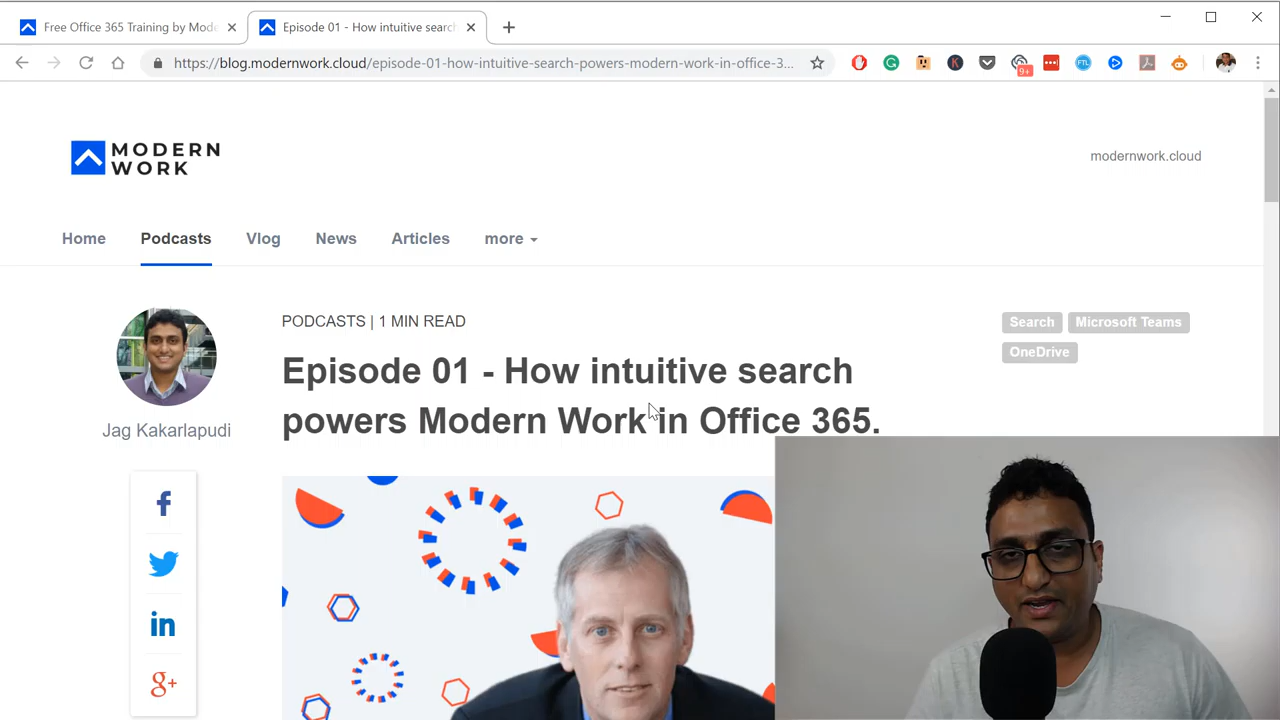 Free Office 365 Training by Mode
Episode 01 - How intuitive search
https://blog.modernwork.cloud/episode-01-how-intuitive-search-powers-modern-work-in-office-3...
9+
FTL
MODERN
WORK
modernwork.cloud
Home
Podcasts
Vlog
News
Articles
more
PODCASTS | 1 MIN READ
Search
Microsoft Teams
OneDrive
Episode 01 - How intuitive search
powers Modern Work in Office 365.
Jag Kakarlapudi
f
in
g+